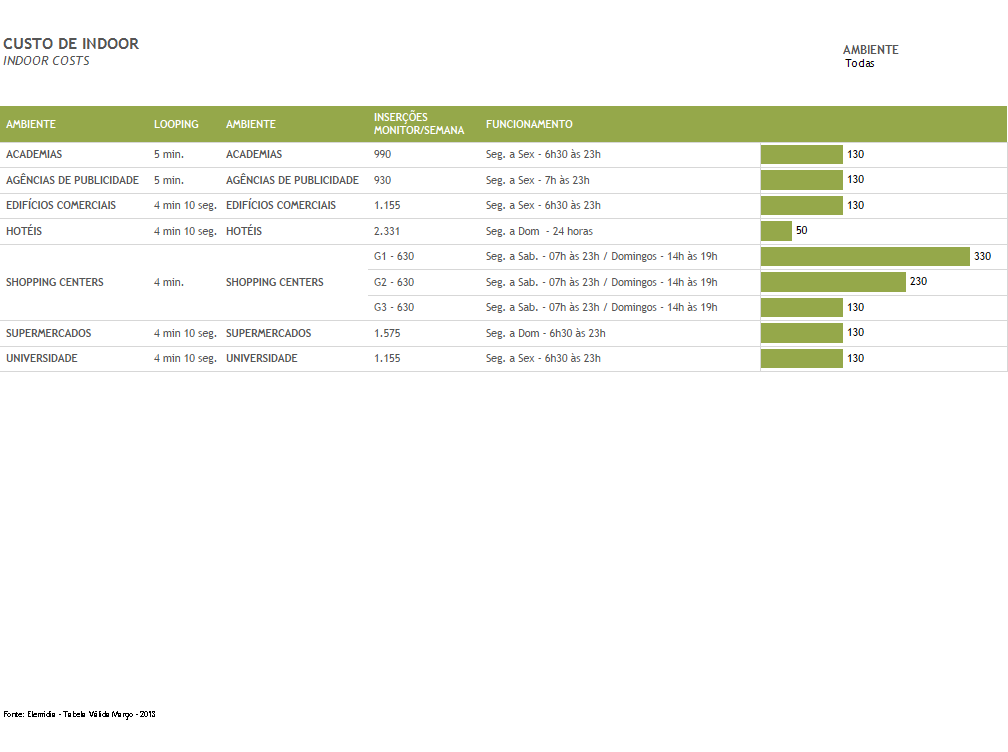 CUSTO DE INDOOR
INDOOR COSTS
AMBIENTE
Todas
AMBIENTE LOOPING AMBIENTE INSERÇÕES MONITOR/SEMANA FUNCIONAMENTO
ACADEMIAS 5 min. ACADEMIAS 990 Seg. a Sex - 6h30 às 23h 130
AGÊNCIAS DE PUBLICIDADE 5 min. AGÊNCIAS DE PUBLICIDADE 930 Seg. a Sex - 7h às 23h 130
EDIFÍCIOS COMERCIAIS 4 min 10 seg. EDIFÍCIOS COMERCIAIS 1.155 Seg. a Sex - 6h30 às 23h 130
HOTÉIS 4 min 10 seg. HOTÉIS 2.331 Seg. a Dom - 24 horas 50
G1 - 630 Seg. a Sab. - 07h às 23h / Domingos - 14h às 19h 330
SHOPPING CENTERS 4 min. SHOPPING CENTERS G2 - 630 Seg. a Sab. - 07h às 23h / Domingos - 14h às 19h 230
G3 - 630 Seg. a Sab. - 07h às 23h / Domingos - 14h às 19h 130
SUPERMERCADOS 4 min 10 seg. SUPERMERCADOS 1.575 Seg. a Dom - 6h30 às 23h 130
UNIVERSIDADE 4 min 10 seg. UNIVERSIDADE 1.155 Seg. a Sex - 6h30 às 23h 130
Fonte: Elemidia - Tabela Válida Março - 2013